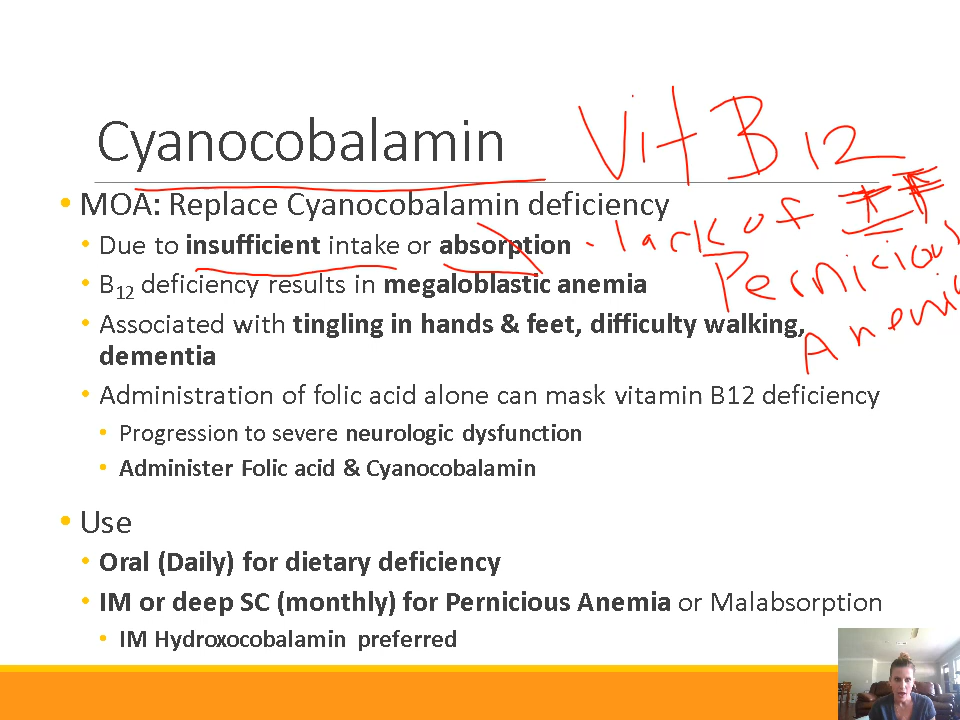 Cyanocobalamin
Vit B12
• MOA: Replace Cyanocobalamin deficiency
• Due to insufficient intake or absorption
• lack of IF
• B12 deficiency results in megaloblastic anemia
Pernicious
• Associated with tingling in hands & feet, difficulty walking,
dementia
Anemi
• Administration of folic acid alone can mask vitamin B12 deficiency
• Progression to severe neurologic dysfunction
• Administer Folic acid & Cyanocobalamin
• Use
• Oral (Daily) for dietary deficiency
• IM or deep SC (monthly) for Pernicious Anemia or Malabsorption
• IM Hydroxocobalamin preferred